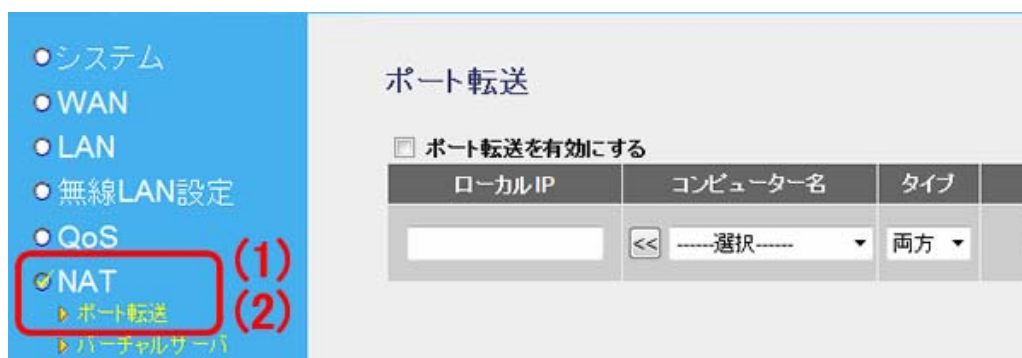 システム
WAN
LAN
無線LAN設定
QoS
NAT
ポート転送
バーチャルサーバ
(1)
(2)
ポート転送
ポート転送を有効にする
ローカルIP コンピューター名 タイプ
<< ------選択------ 両方